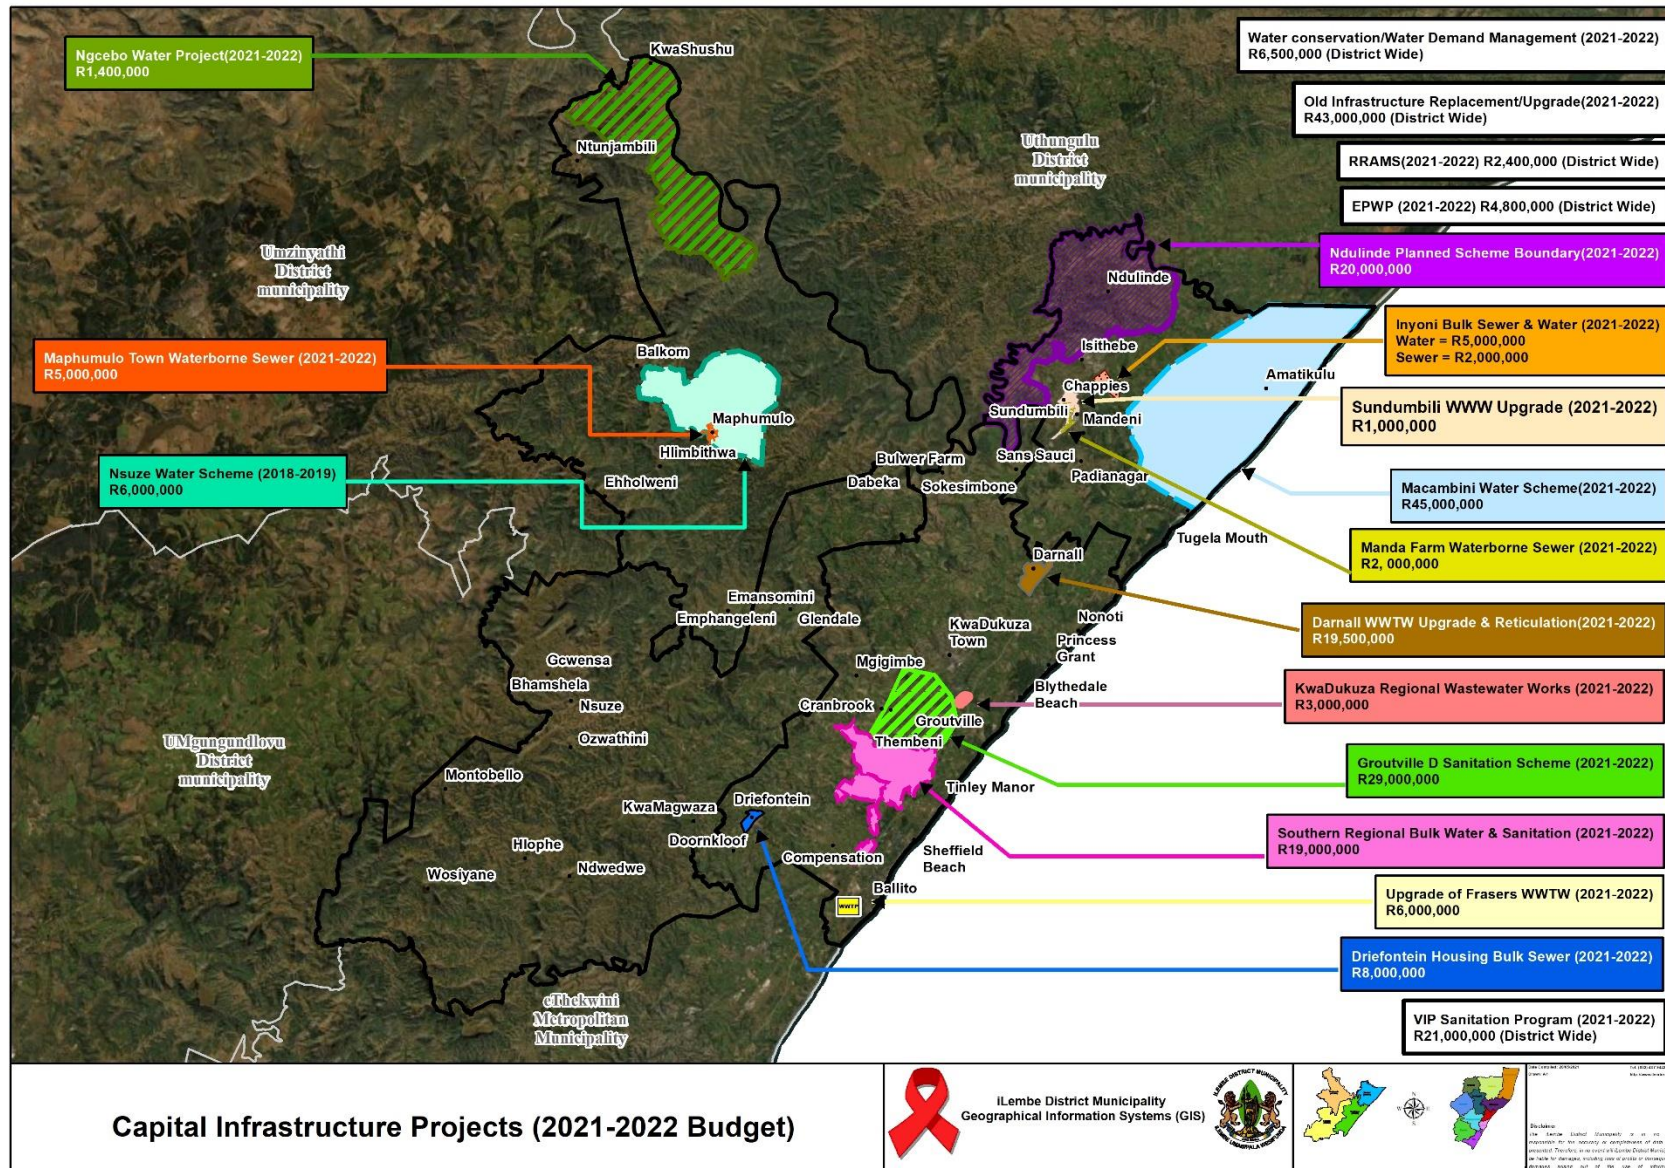 Ngcebo Water Project(2021-2022)
R1,400,000
KwaShushu
Ntunjambili
Water conservation/Water Demand Management (2021-2022)
R6,500,000 (District Wide)
Old Infrastructure Replacement/Upgrade(2021-2022)
R43,000,000 (District Wide)
RRAMS(2021-2022) R2,400,000 (District Wide)
EPWP (2021-2022) R4,800,000 (District Wide)
Uthungulu
District
municipality
Umzinyathi
District
municipality
Ndulinde Planned Scheme Boundary(2021-2022)
R20,000,000
Ndulinde
Inyoni Bulk Sewer & Water (2021-2022)
Water = R5,000,000
Sewer = R2,000,000
Isithebe
Maphumulo Town Waterborne Sewer (2021-2022)
R5,000,000
Balkom
Chappies
Amatikulu
Sundumbili
Mandeni
Sundumbili WWW Upgrade (2021-2022)
R1,000,000
Maphumulo
Hlimbithwa
Nsuze Water Scheme (2018-2019)
R6,000,000
Bulwer Farm
Sans Sauci
Padianagar
Dabeka
Sokesimbone
Ehholweni
Macambini Water Scheme(2021-2022)
R45,000,000
Tugela Mouth
Manda Farm Waterborne Sewer (2021-2022)
R2, 000,000
Darnall
Emansomini
Emphangeleni
Glendale
KwaDukuza
Town
Nonoti
Princess
Grant
Darnall WWTW Upgrade & Reticulation(2021-2022)
R19,500,000
Gcwensa
Bhamshela
Nsuze
Mgigimbe
Cranbrook
Blythedale
Beach
Groutville
Thembeni
KwaDukuza Regional Wastewater Works (2021-2022)
R3,000,000
UMgungundlovu
District
municipality
Ozwathini
Montobello
Groutville D Sanitation Scheme (2021-2022)
R29,000,000
Tinley Manor
KwaMagwaza
Driefontein
Doornkloof
Southern Regional Bulk Water & Sanitation (2021-2022)
R19,000,000
Hlophe
Compensation
Sheffield
Beach
Wosiyane
Ndwedwe
Ballito
WWTP
Upgrade of Frasers WWTW (2021-2022)
R6,000,000
Driefontein Housing Bulk Sewer (2021-2022)
R8,000,000
eThekwini
Metropolitan
Municipality
VIP Sanitation Program (2021-2022)
R21,000,000 (District Wide)
Capital Infrastructure Projects (2021-2022 Budget)
iLembe District Municipality
Geographical Information Systems (GIS)
ILEMBE DISTRICT MUNICIPALITY
N
W
E
S
Disclaimer